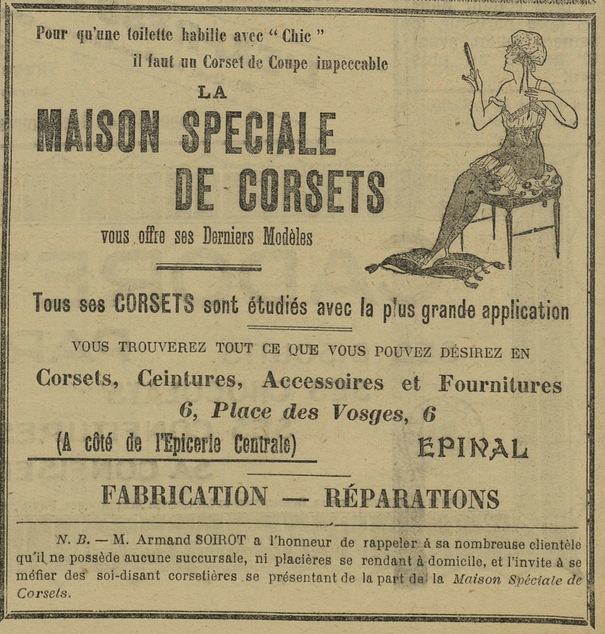 Pour qu'une toilette habille avec “ Chic ”
il faut un Corset de Coupe impeccable
LA
MAISON SPECIALE
DE CORSETS
vous offre ses Derniers Modèles
Tous ses CORSETS sont étudiés avec la plus grande application
VOUS TROUVEREZ TOUT CE QUE VOUS POUVEZ DÉSIREZ EN
Corsets, Ceintures, Accessoires et Fournitures
6, Place des Vosges, 6
(A côté de l'Epicerie Centrale)
EPINAL
FABRICATION — RÉPARATIONS
N. B. — M. Armand SOIROT a l'honneur de rappeler à sa nombreuse clientèle
qu'il ne possède aucune succursale, ni placières se rendant à domicile, et l'invite à se
méfier des soi-disant corsetières se présentant de la part de la Maison Spéciale de
Corsets.